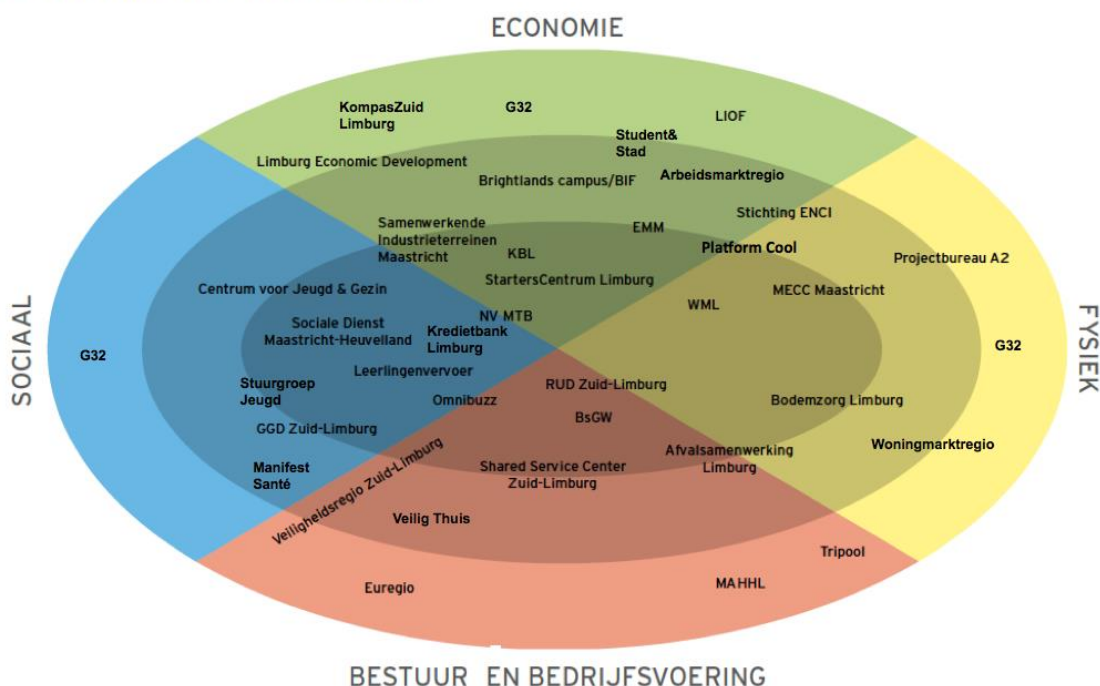 ECONOMIE
KompasZuid
Limburg
G32
LIOF
Student&
Stad
Limburg Economic Development
Brightlands campus/BIF
Arbeidsmarktregio
Stichting ENCI
Samenwerkende
Industrieterreinen
Maastricht
EMM
KBL
Platform Cool
Projectbureau A2
StartersCentrum Limburg
Centrum voor Jeugd & Gezin
MECC Maastricht
WML
NV MTB
Sociale Dienst
Maastricht-Heuvelland
Kredietbank
Limburg
SOCIAAL
G32
G32
FYSIEK
Leerlingenvervoer
Stuurgroep
Jeugd
RUD Zuid-Limburg
Omnibuzz
Bodemzorg Limburg
BsGW
GGD Zuid-Limburg
Woningmarktregio
Afvalsamenwerking
Limburg
Manifest
Santé
Veiligheidsregio Zuid-Limburg
Shared Service Center
Zuid-Limburg
Veilig Thuis
Tripool
Euregio
MAHHL
BESTUUR EN BEDRIJFSVOERING